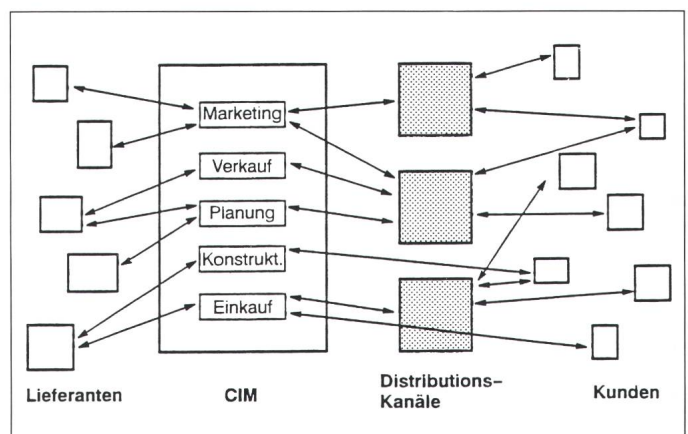 Marketing
Verkauf
Planung
Konstrukt.
Einkauf
Lieferanten
CIM
Distributions-
Kanäle
Kunden